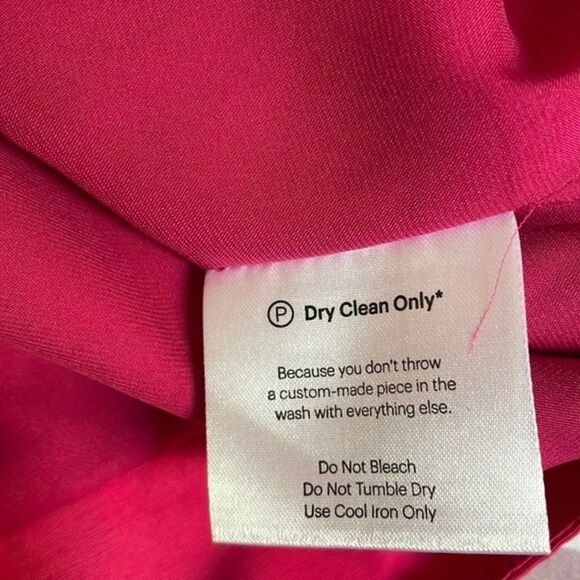 Ⓟ Dry Clean Only*
Because you don't throw
a custom-made piece in the
wash with everything else.
Do Not Bleach
Do Not Tumble Dry
Use Cool Iron Only